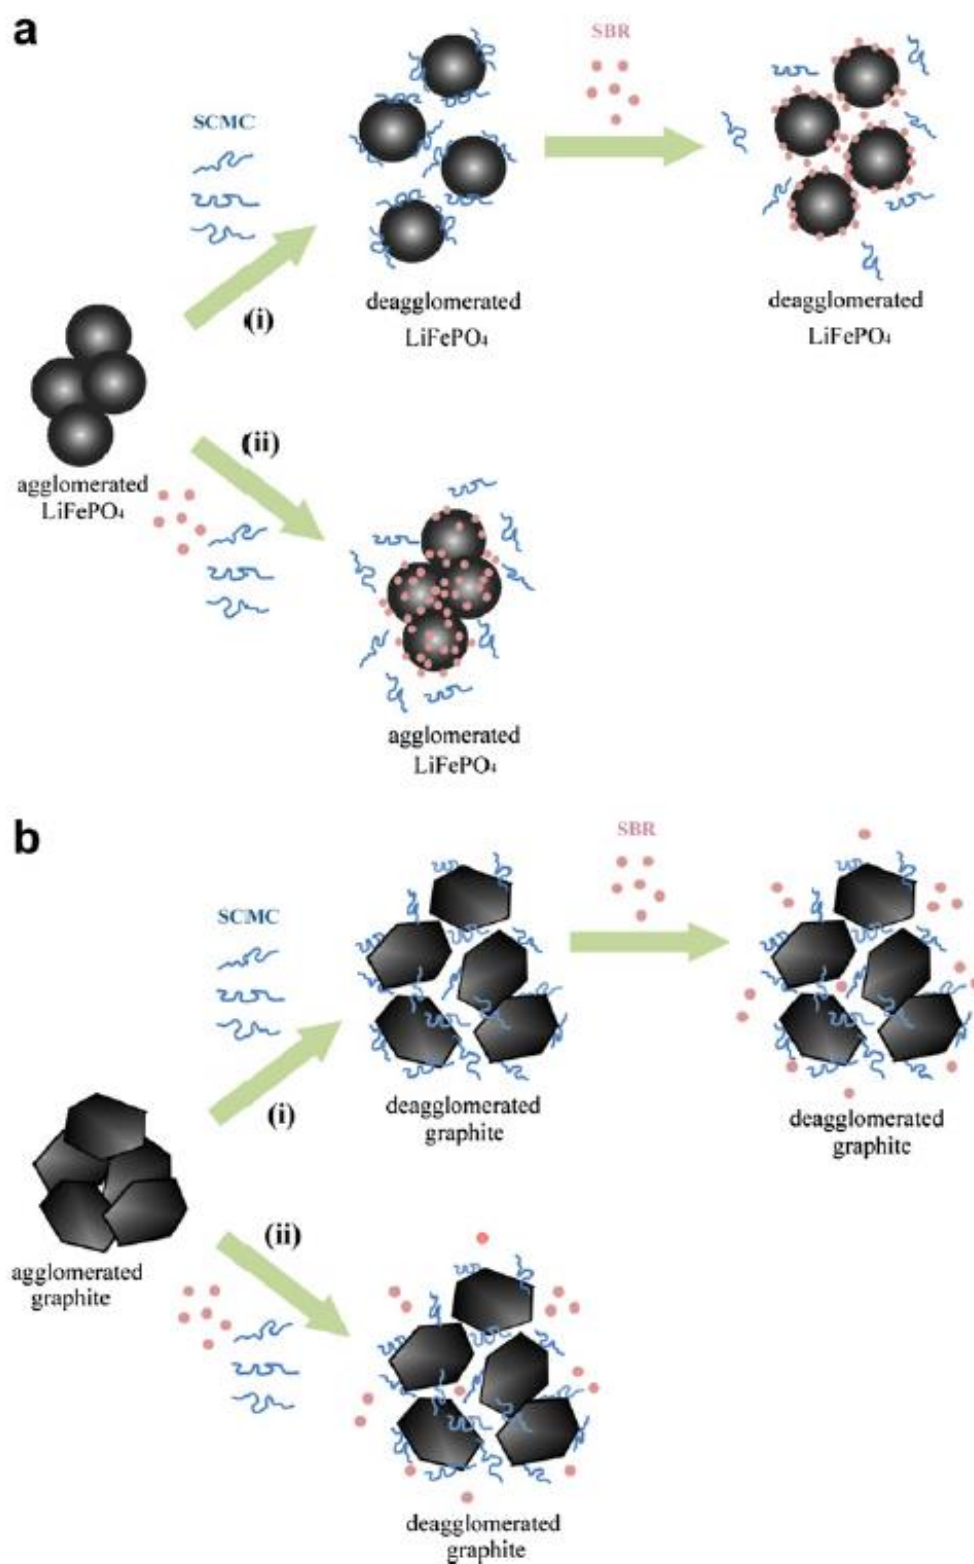 a
SBR
SCMC
deagglomerated
LiFePO₄
deagglomerated
LiFePO₄
(i)
(ii)
agglomerated
LiFePO₄
agglomerated
LiFePO₄
b
SBR
SCMC
deagglomerated
graphite
deagglomerated
graphite
(i)
(ii)
agglomerated
graphite
deagglomerated
graphite